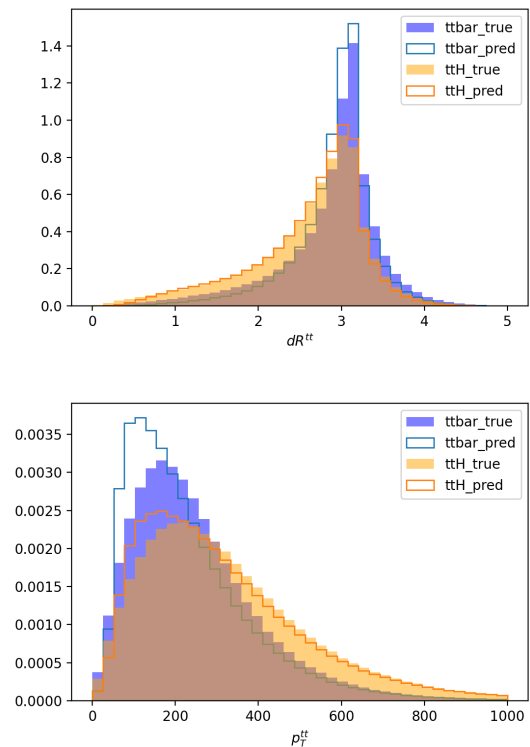 1.4
1.2
1.0
0.8
0.6
0.4
0.2
0.0
0 1 2 3 4 5
dR^{tt}
ttbar_true
ttbar_pred
ttH_true
ttH_pred
0.0035
0.0030
0.0025
0.0020
0.0015
0.0010
0.0005
0.0000
0 200 400 600 800 1000
p_T^{tt}
ttbar_true
ttbar_pred
ttH_true
ttH_pred